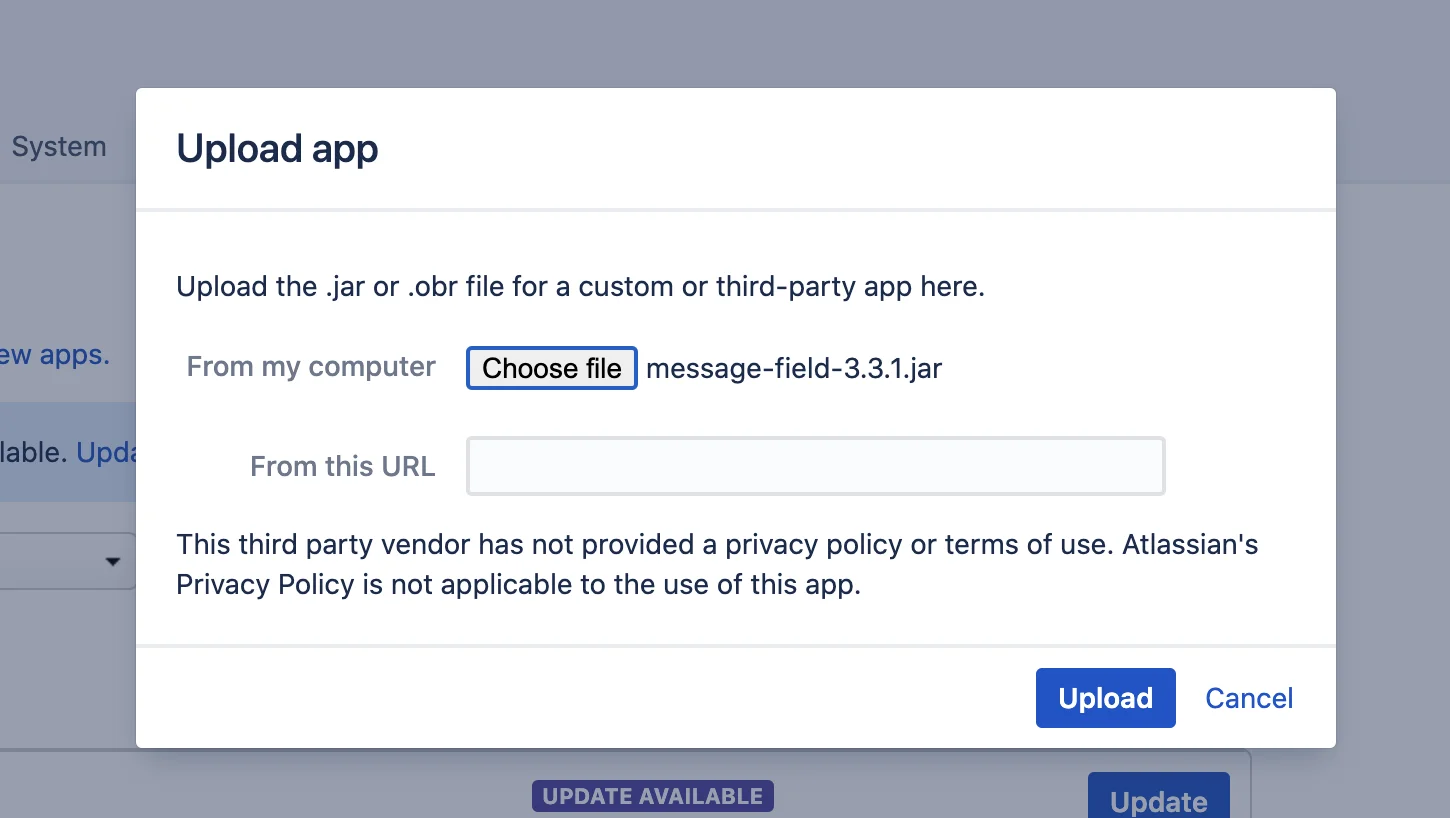 System
Upload app
Upload the .jar or .obr file for a custom or third-party app here.
ew apps.
From my computer Choose file message-field-3.3.1.jar
lable. Upda
From this URL
This third party vendor has not provided a privacy policy or terms of use. Atlassian's
Privacy Policy is not applicable to the use of this app.
Upload Cancel
UPDATE AVAILABLE Update